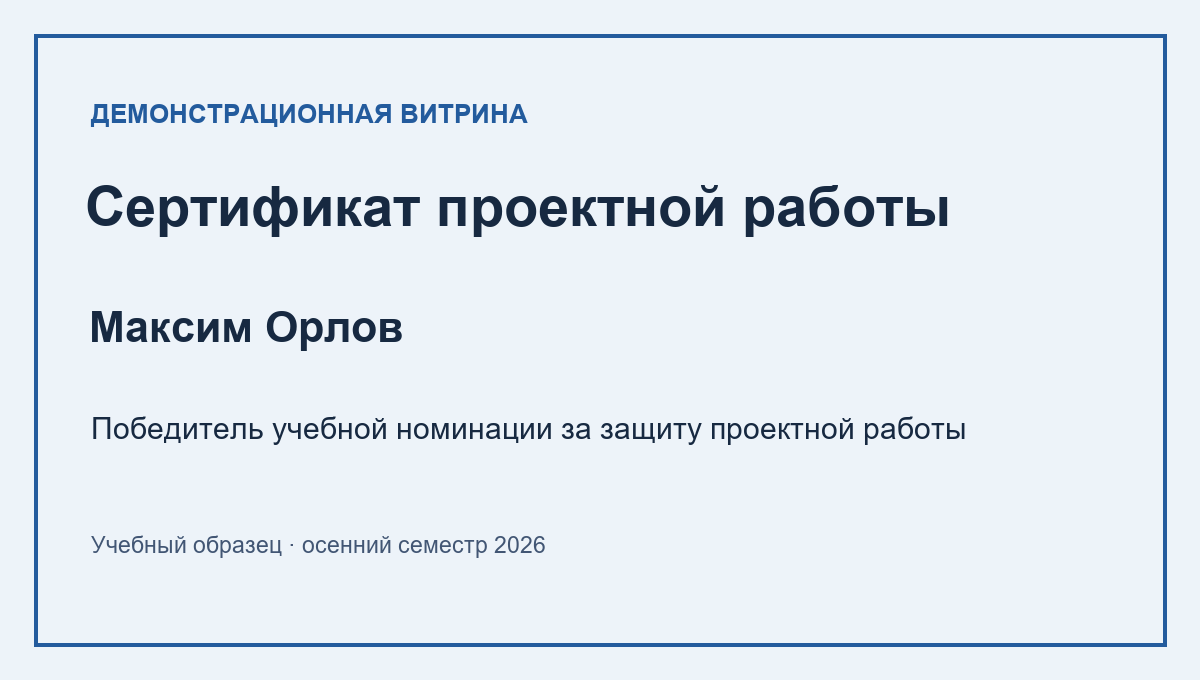 ДЕМОНСТРАЦИОННАЯ ВИТРИНА
Сертификат проектной работы
Максим Орлов
Победитель учебной номинации за защиту проектной работы
Учебный образец · осенний семестр 2026